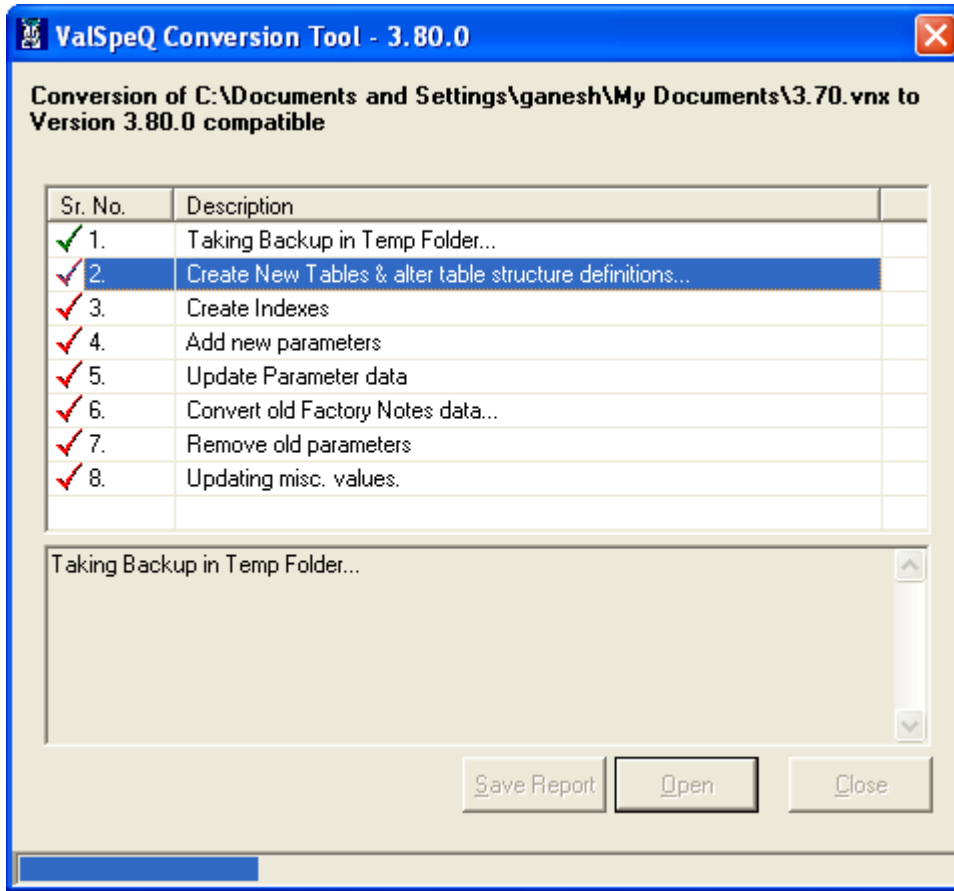 ValSpeQ Conversion Tool - 3.80.0
Conversion of C:\Documents and Settings\ganesh\My Documents\3.70.vnx to
Version 3.80.0 compatible
Sr. No. Description
1. Taking Backup in Temp Folder...
2. Create New Tables & alter table structure definitions...
3. Create Indexes
4. Add new parameters
5. Update Parameter data
6. Convert old Factory Notes data...
7. Remove old parameters
8. Updating misc. values.
Taking Backup in Temp Folder...
Save Report Open Close